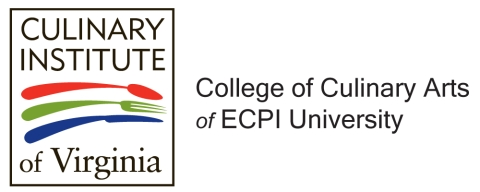 CULINARY
INSTITUTE
of Virginia
College of Culinary Arts
of ECPI University